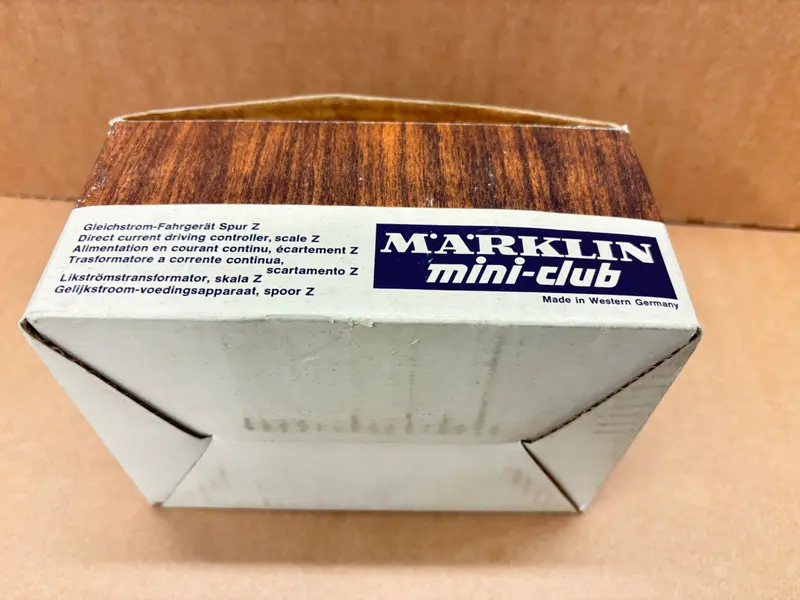 Gleichstrom-Fahrgerät Spur Z
Direct current driving controller, scale Z
Alimentation en courant continu, écartement Z
Trasformatore a corrente continua,
scartamento Z
Likströmstransformator, skala Z
Gelijkstroom-voedingsapparaat, spoor Z
MÄRKLIN
mini-club
Made in Western Germany